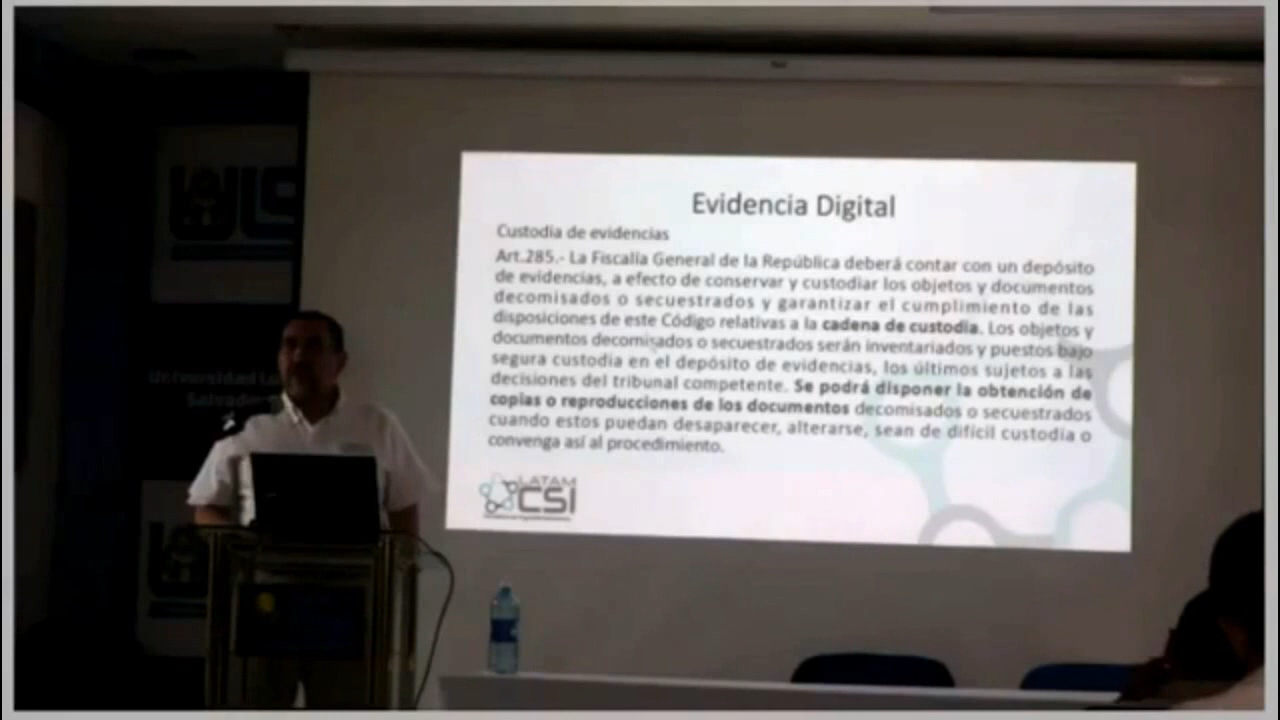 Evidencia Digital
Custodia de evidencias
Art.285.- La Fiscalía General de la República deberá contar con un depósito
de evidencias, a efecto de conservar y custodiar los objetos y documentos
decomisados o secuestrados y garantizar el cumplimiento de las
disposiciones de este Código relativas a la cadena de custodia. Los objetos y
documentos decomisados o secuestrados serán inventariados y puestos bajo
segura custodia en el depósito de evidencias, los últimos sujetos a las
decisiones del tribunal competente. Se podrá disponer la obtención de
copias o reproducciones de los documentos decomisados o secuestrados
cuando estos puedan desaparecer, alterarse, sean de difícil custodia o
convenga así al procedimiento.
LATAM
CSI
Universidad
Salvador